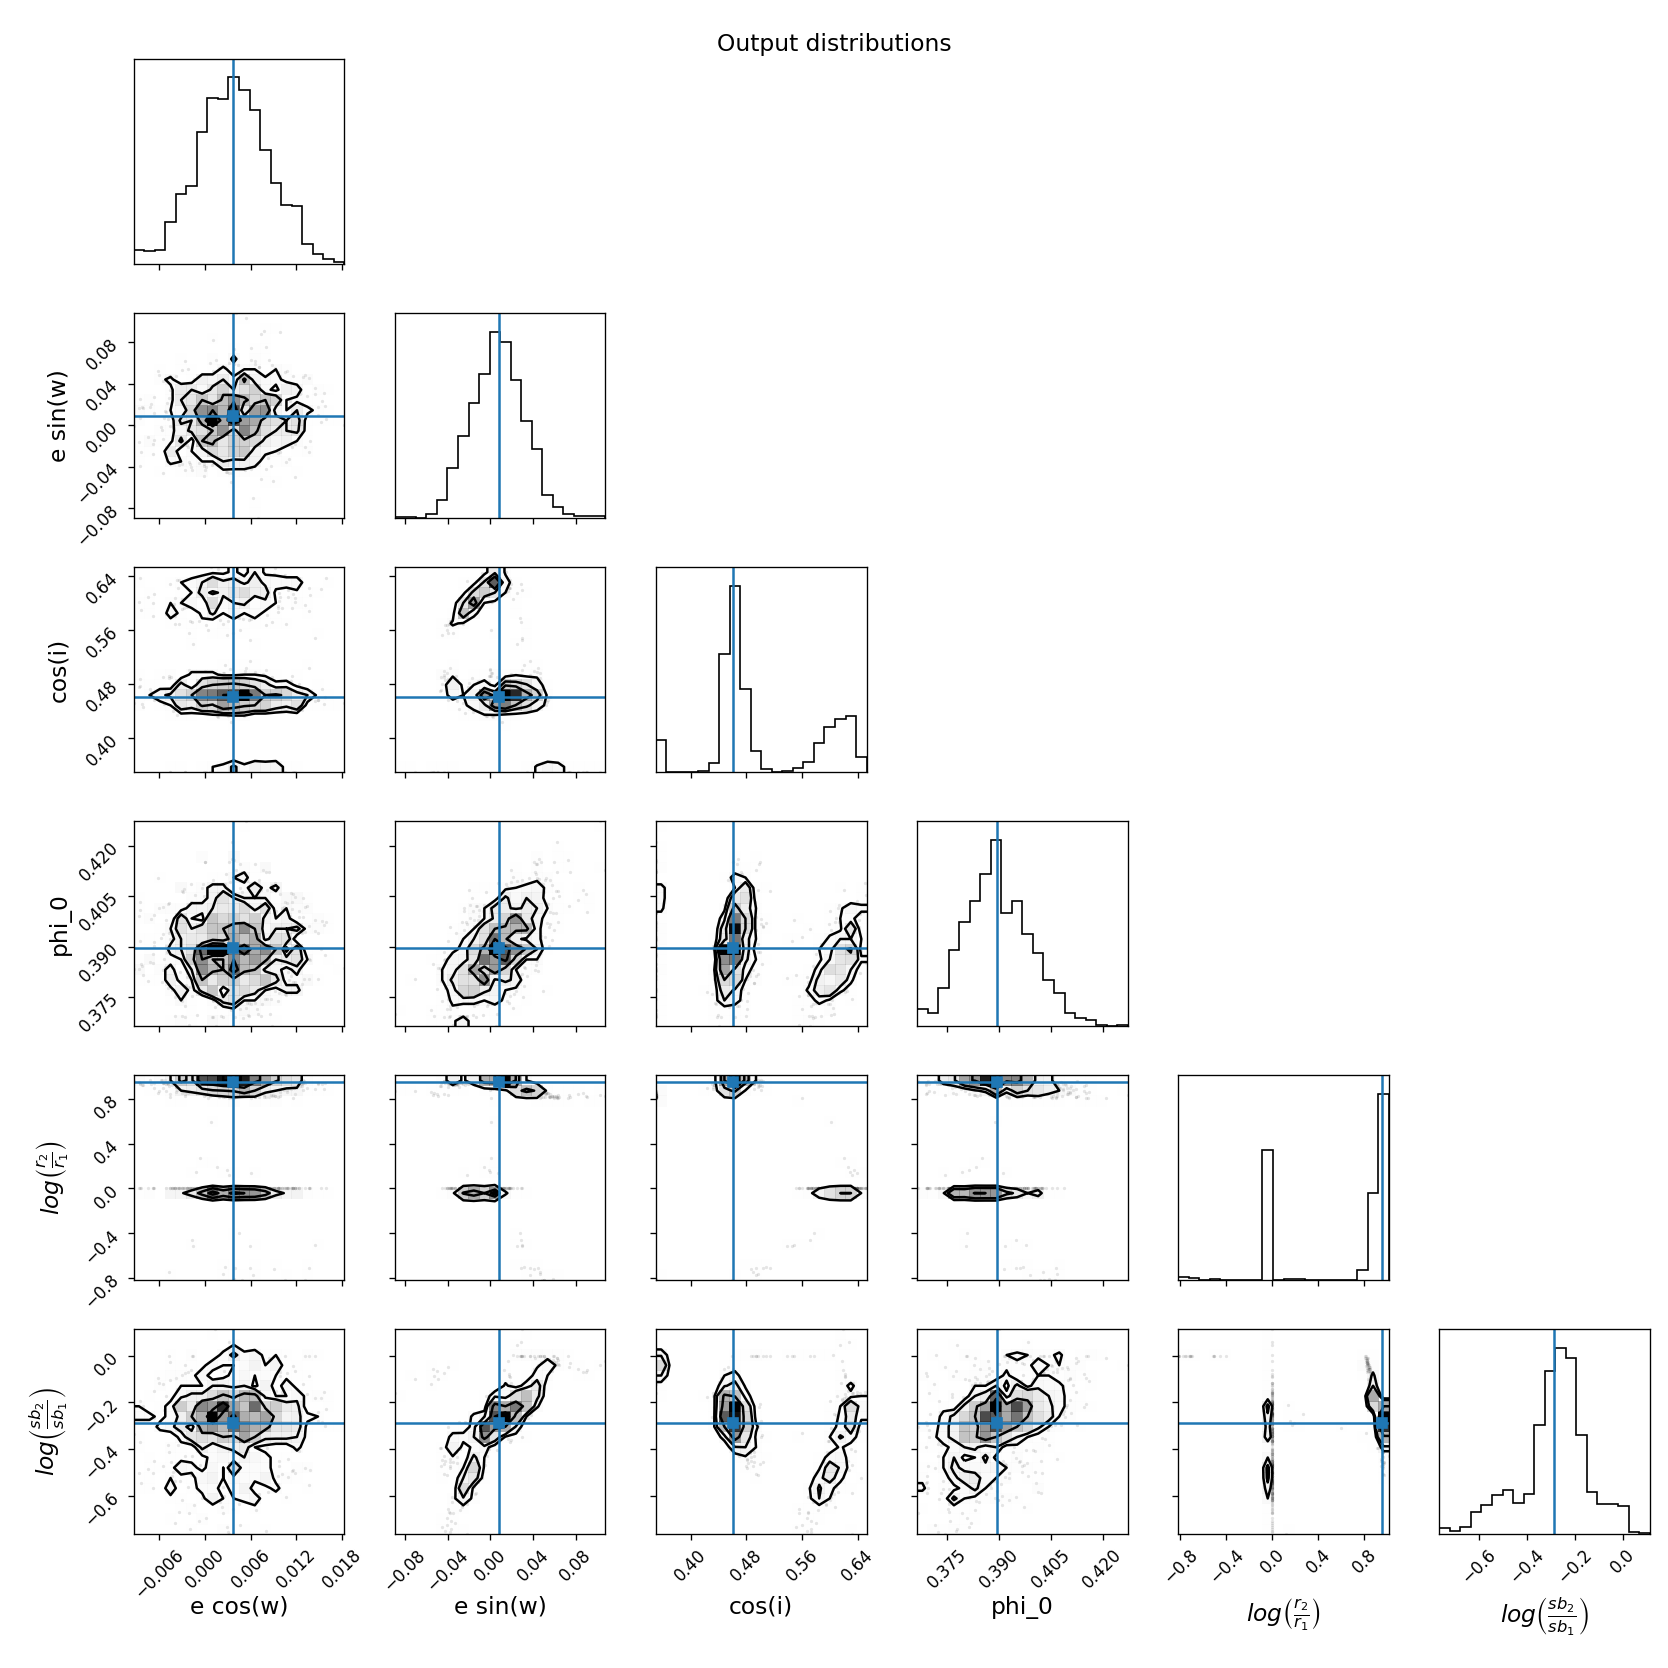 Output distributions
e sin(w)
0.08
0.04
0.00
−0.04
−0.08
cos(i)
0.64
0.56
0.48
0.40
phi_0
0.420
0.405
0.390
0.375
log(r2/r1)
0.8
0.4
0.0
−0.4
−0.8
log(sb2/sb1)
0.0
−0.2
−0.4
−0.6
−0.006 0.000 0.006 0.012 0.018
e cos(w)
−0.08 −0.04 0.00 0.04 0.08
e sin(w)
0.40 0.48 0.56 0.64
cos(i)
0.375 0.390 0.405 0.420
phi_0
−0.8 −0.4 0.0 0.4 0.8
log(r2/r1)
−0.6 −0.4 −0.2 0.0
log(sb2/sb1)